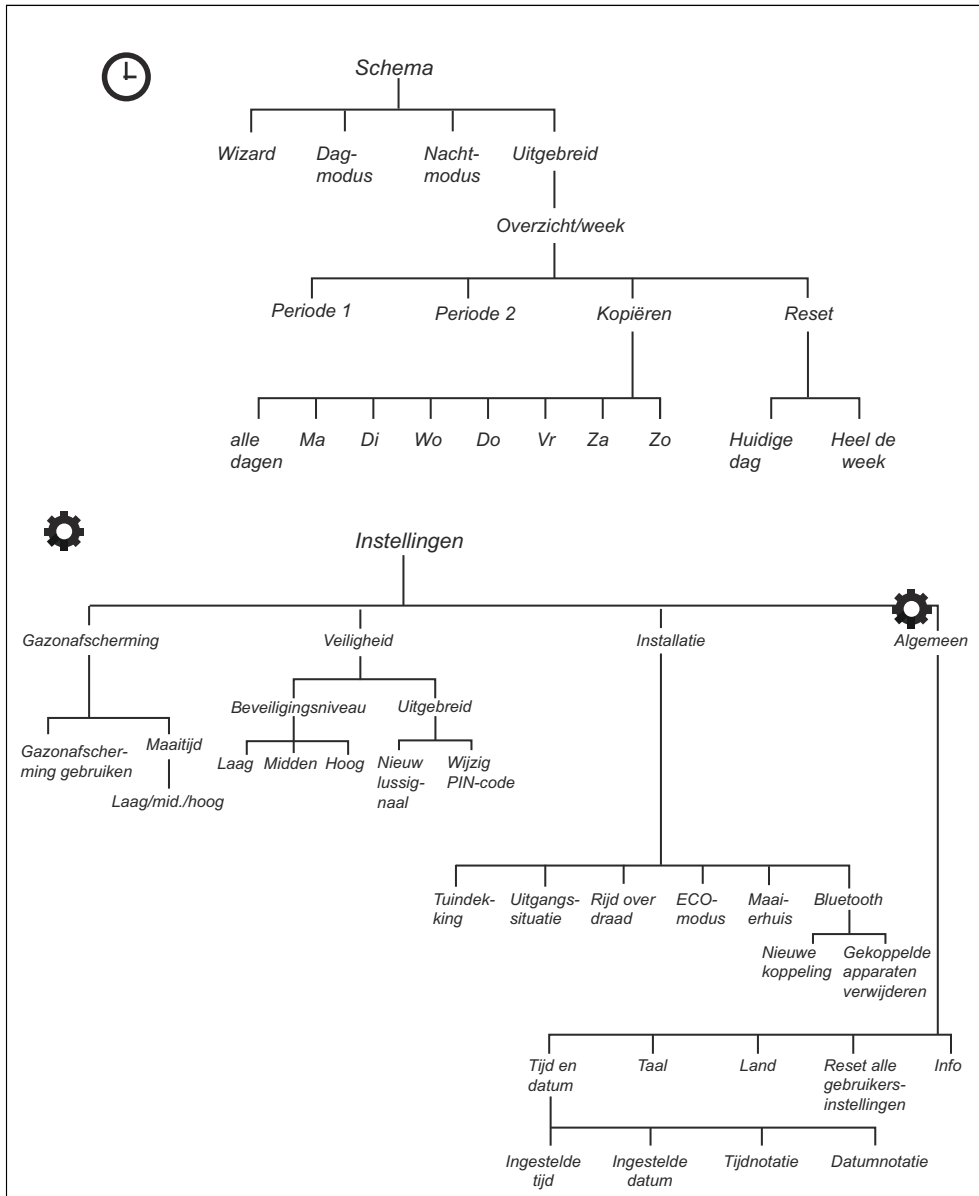 Schema
Wizard
Dag-
modus
Nacht-
modus
Uitgebreid
Overzicht/week
Periode 1
Periode 2
Kopiëren
Reset
alle
dagen
Ma
Di
Wo
Do
Vr
Za
Zo
Huidige
dag
Heel de
week
Instellingen
Gazonafscherming
Veiligheid
Installatie
Algemeen
Gazonafscher-
ming gebruiken
Maaitijd
Laag/mid./hoog
Beveiligingsniveau
Uitgebreid
Laag
Midden
Hoog
Nieuw
lussig-
naal
Wijzig
PIN-code
Tuindek-
king
Uitgangs-
situatie
Rijd over
draad
ECO-
modus
Maai-
erhuis
Bluetooth
Nieuwe
koppeling
Gekoppelde
apparaten
verwijderen
Tijd en
datum
Taal
Land
Reset alle
gebruikers-
instellingen
Info
Ingestelde
tijd
Ingestelde
datum
Tijdnotatie
Datumnotatie